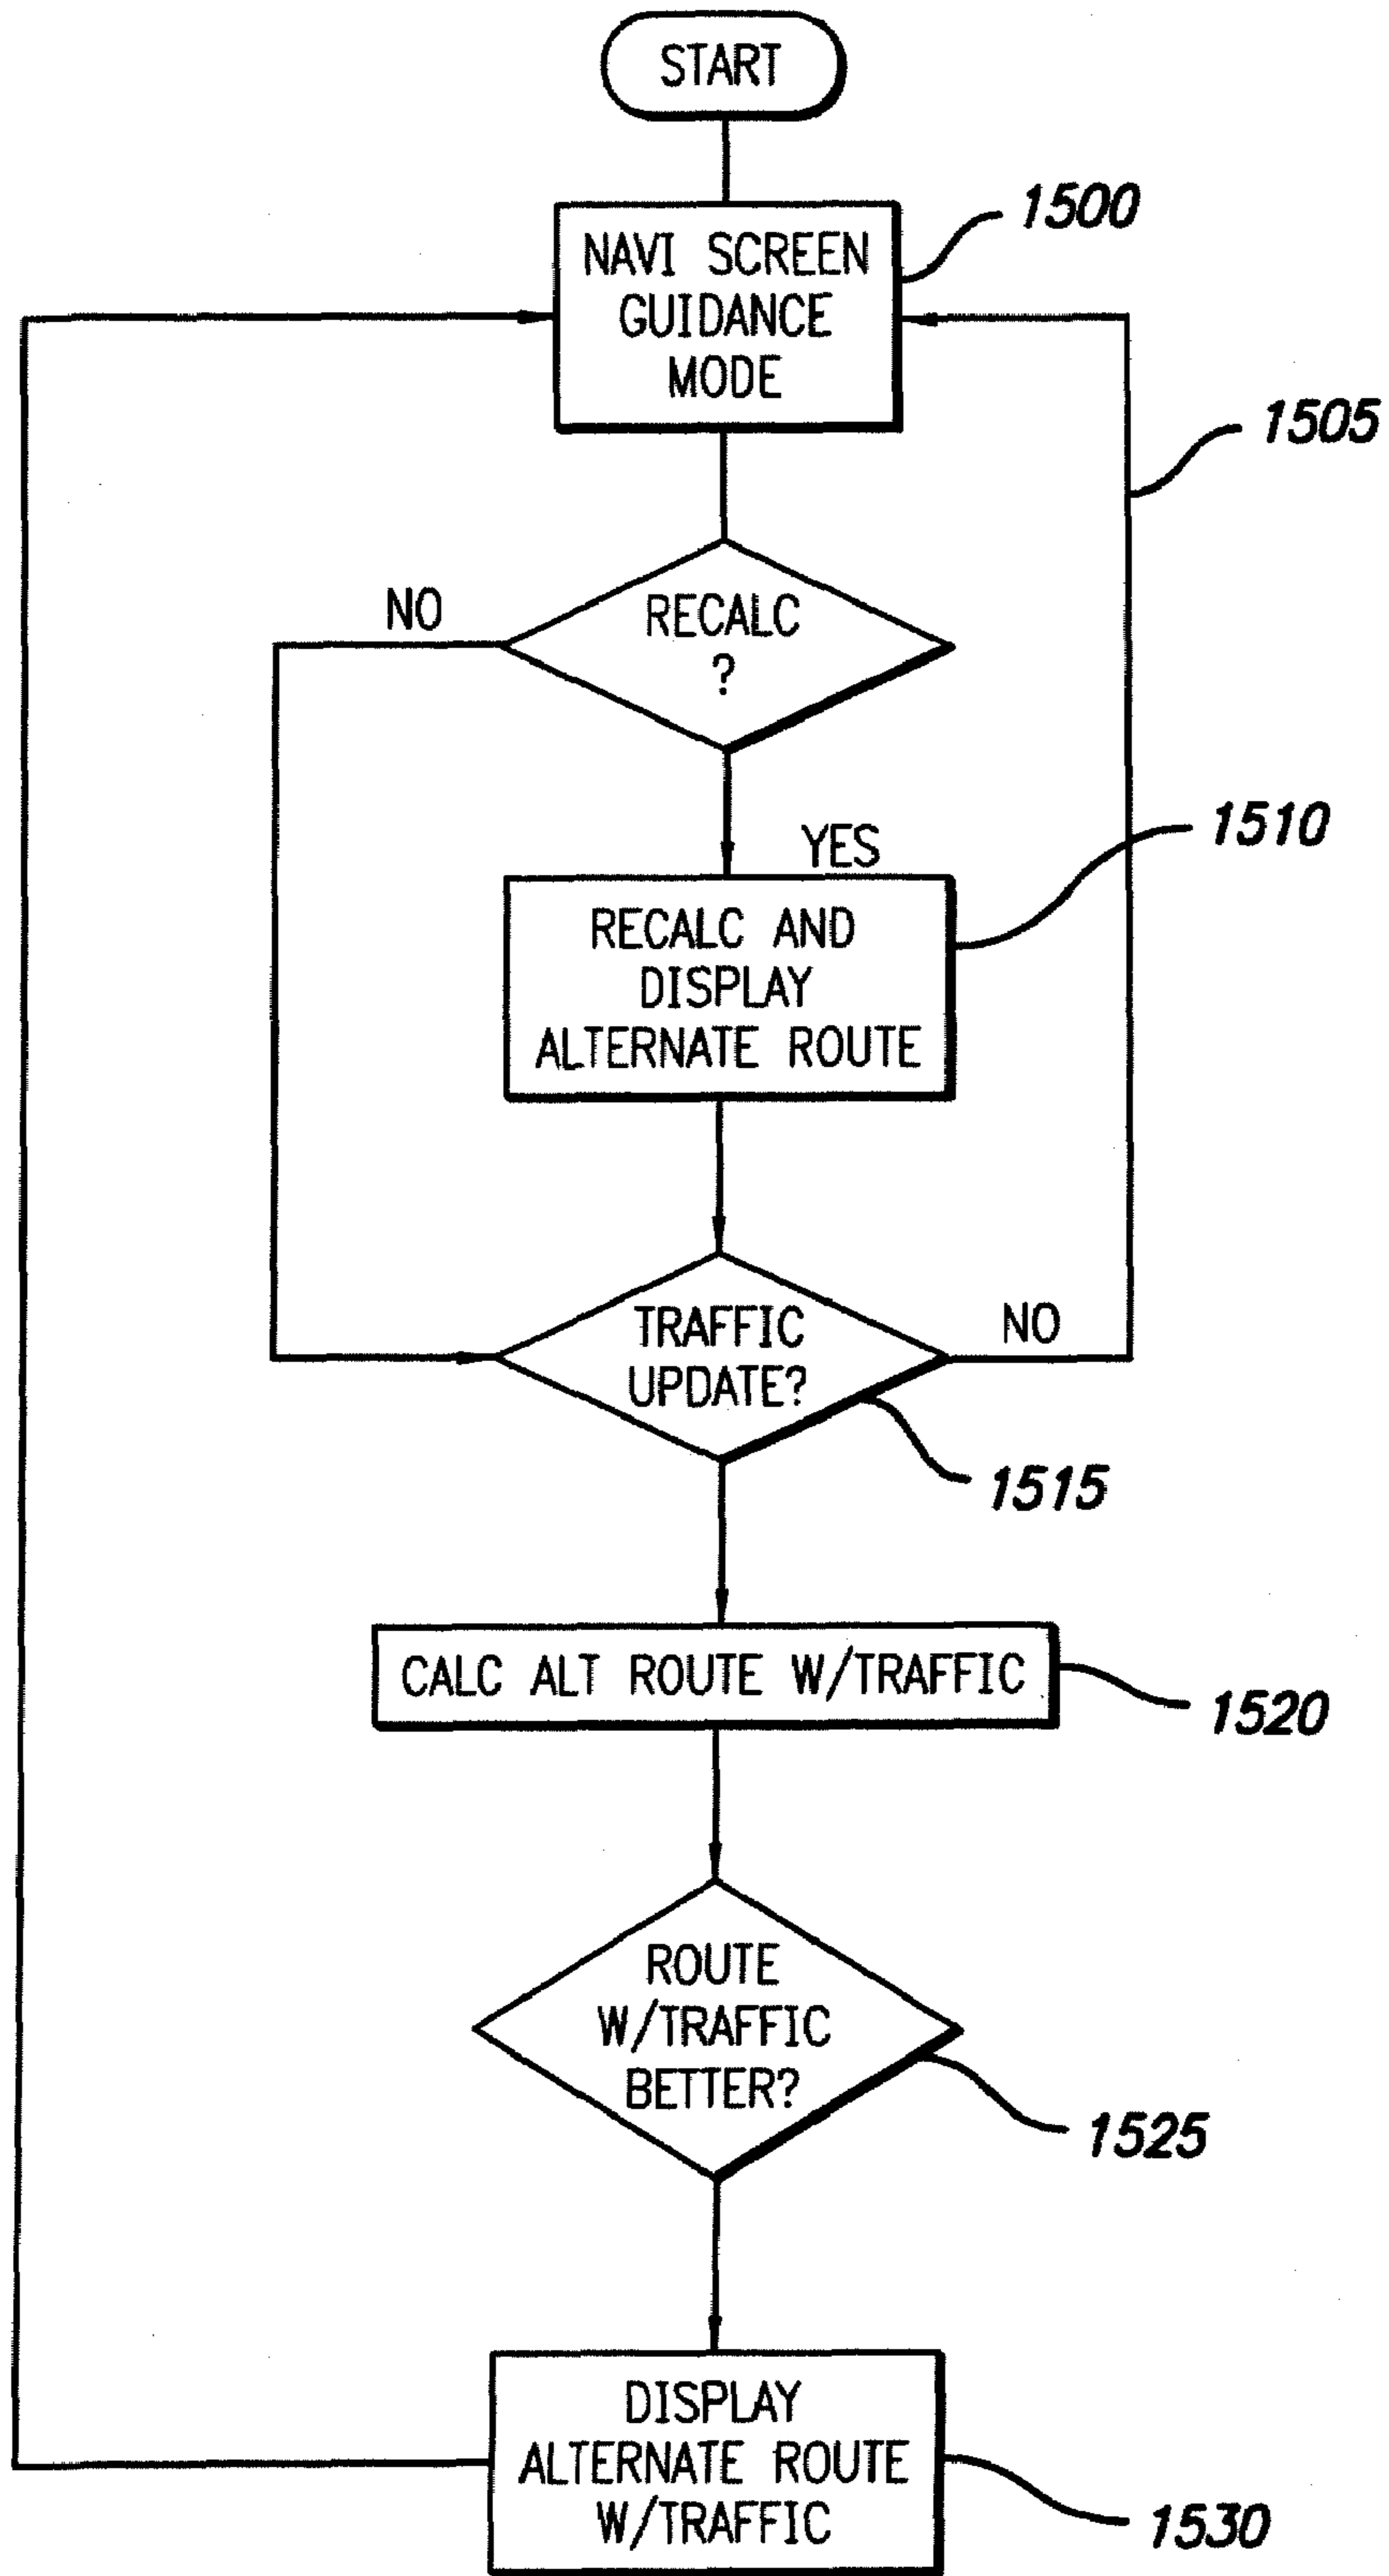 START
1500
NAVI SCREEN
GUIDANCE
MODE
1505
NO
RECALC
?
YES
1510
RECALC AND
DISPLAY
ALTERNATE ROUTE
TRAFFIC
UPDATE?
NO
1515
CALC ALT ROUTE W/TRAFFIC
1520
ROUTE
W/TRAFFIC
BETTER?
1525
DISPLAY
ALTERNATE ROUTE
W/TRAFFIC
1530